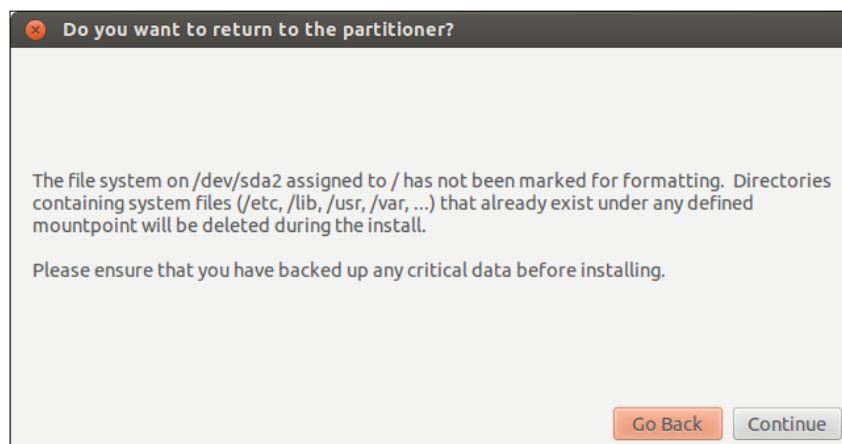 Do you want to return to the partitioner?
The file system on /dev/sda2 assigned to / has not been marked for formatting. Directories
containing system files (/etc, /lib, /usr, /var, ...) that already exist under any defined
mountpoint will be deleted during the install.
Please ensure that you have backed up any critical data before installing.
Go Back Continue